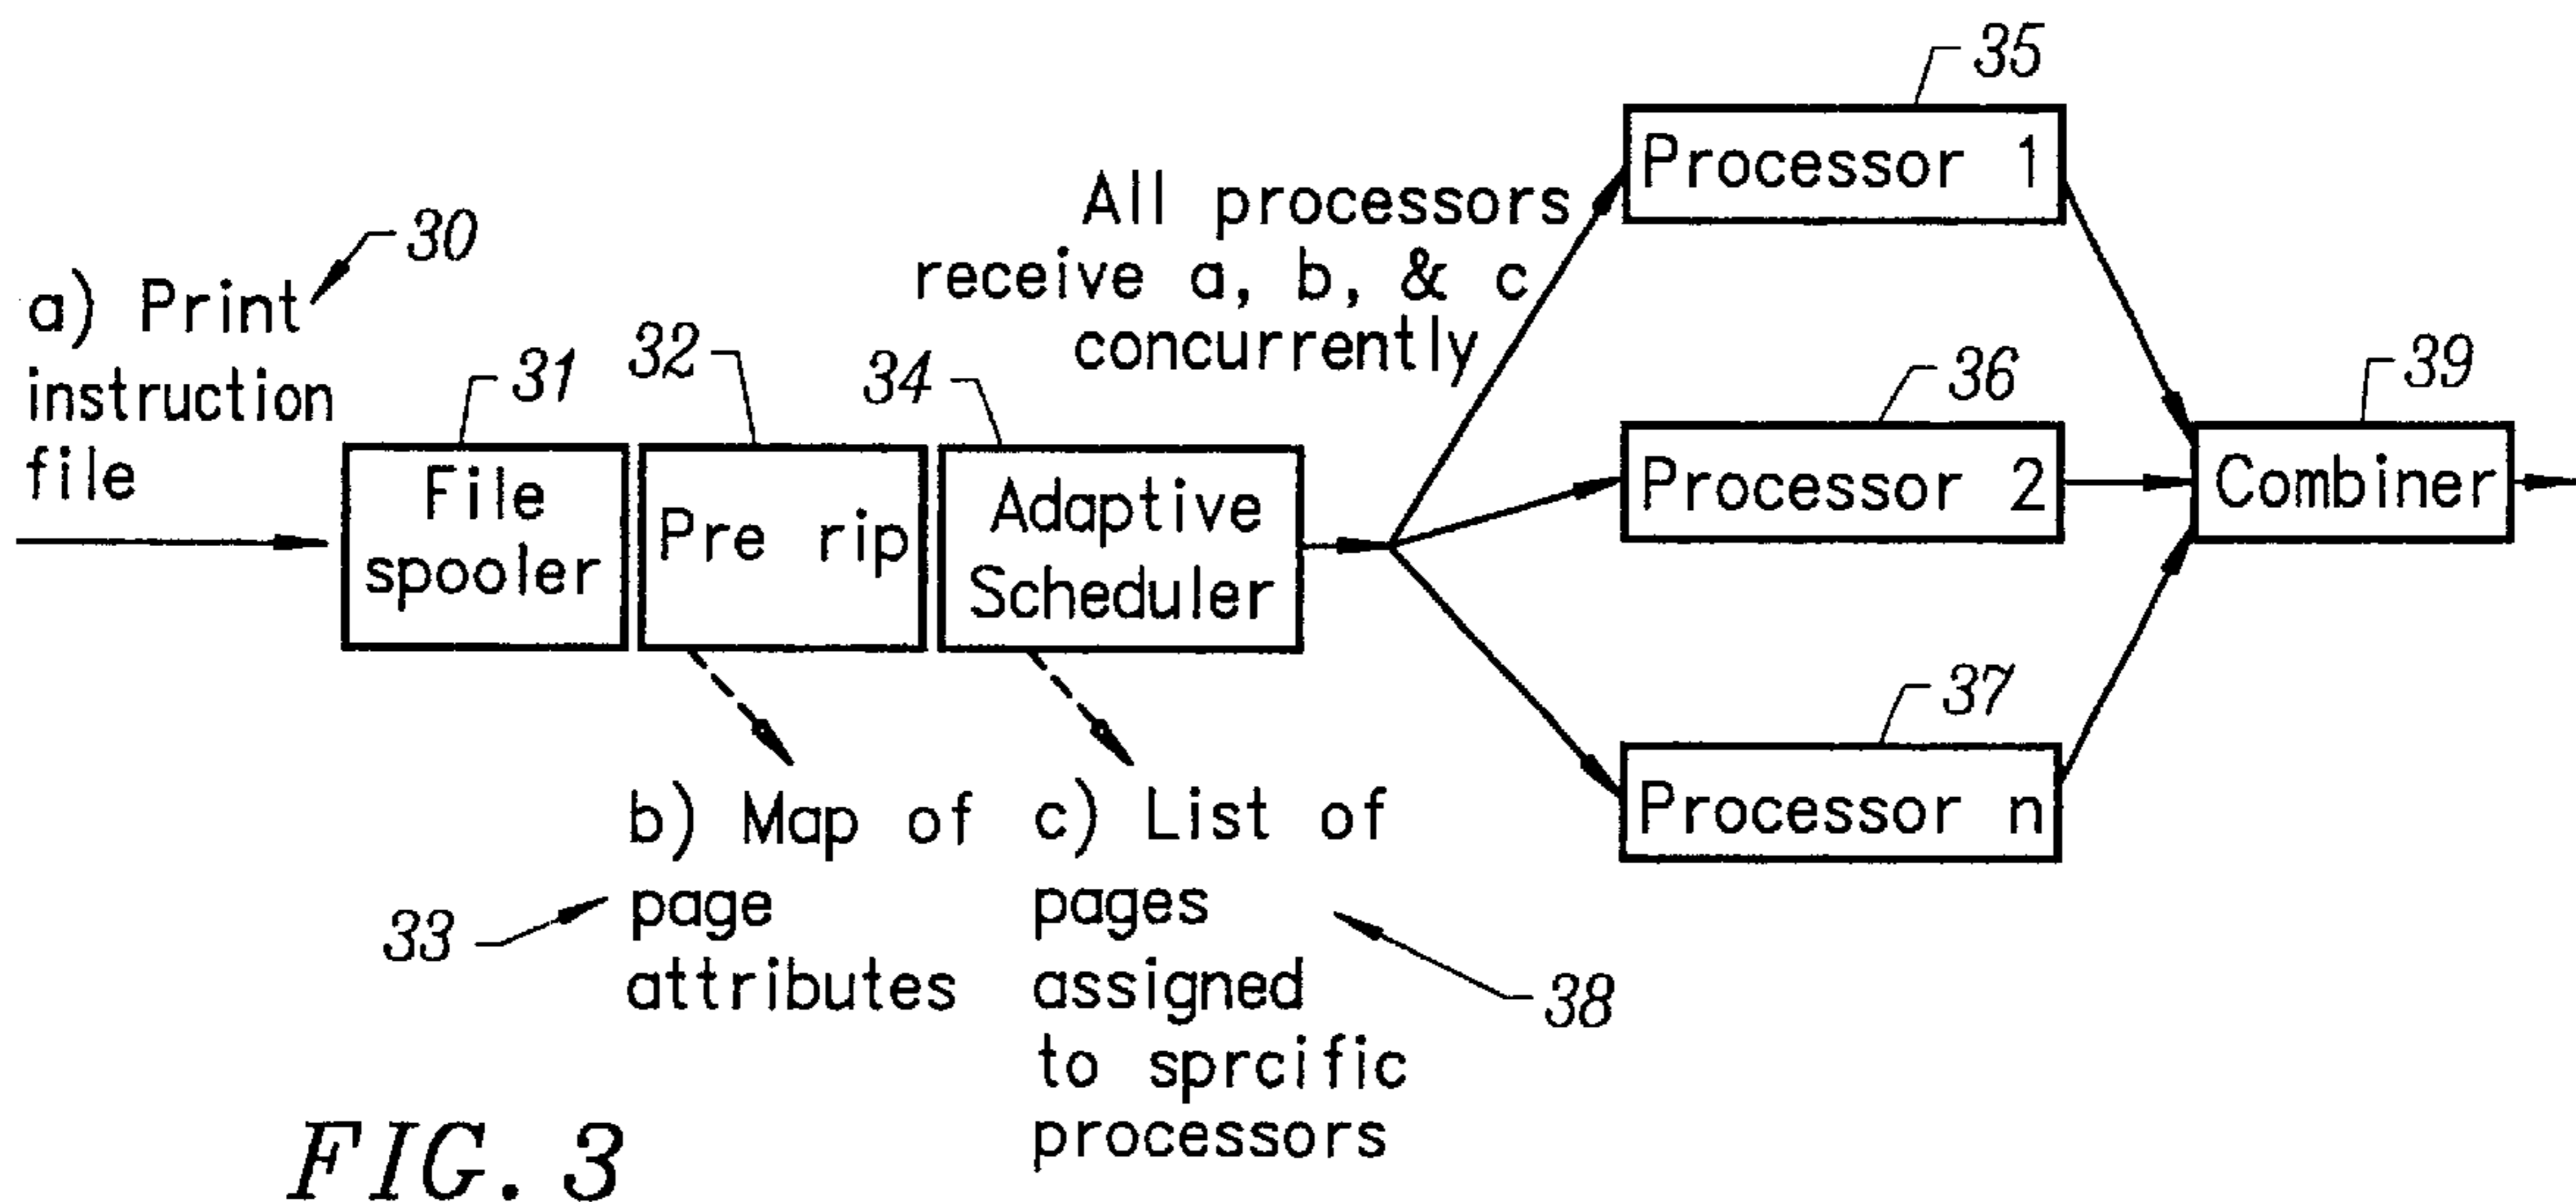 a) Print
instruction
file
30
31
File
spooler
32
Pre rip
34
Adaptive
Scheduler
33
b) Map of
page
attributes
c) List of
pages
assigned
to sprcific
processors
38
All processors
receive a, b, & c
concurrently
35
Processor 1
36
Processor 2
37
Processor n
39
Combiner
FIG. 3